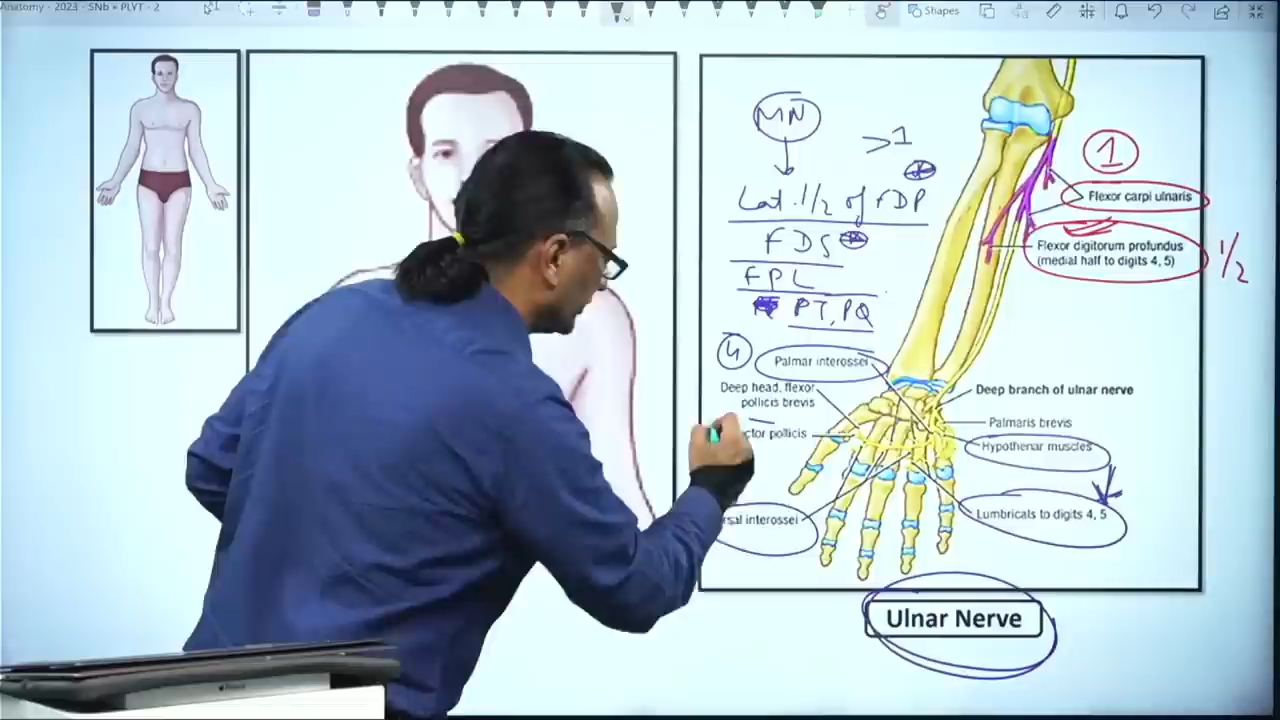 Anatomy - 2023 - SNb + PLYT - 2
Shapes
MN
>1
Lat. 1/2 of FDP
FDS
FPL
PT, PQ
1
Flexor carpi ulnaris
Flexor digitorum profundus
(medial half to digits 4, 5)
1/2
4
Palmar interossei
Deep head, flexor
pollicis brevis
pollicis
interossei
Deep branch of ulnar nerve
Palmaris brevis
Hypothenar muscles
Lumbricals to digits 4, 5
Ulnar Nerve